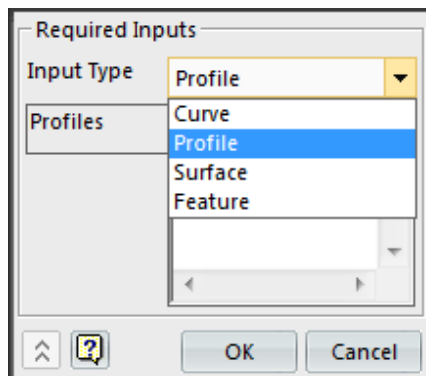 Required Inputs
Input Type Profile
Curve
Profiles
Profile
Surface
Feature
OK Cancel